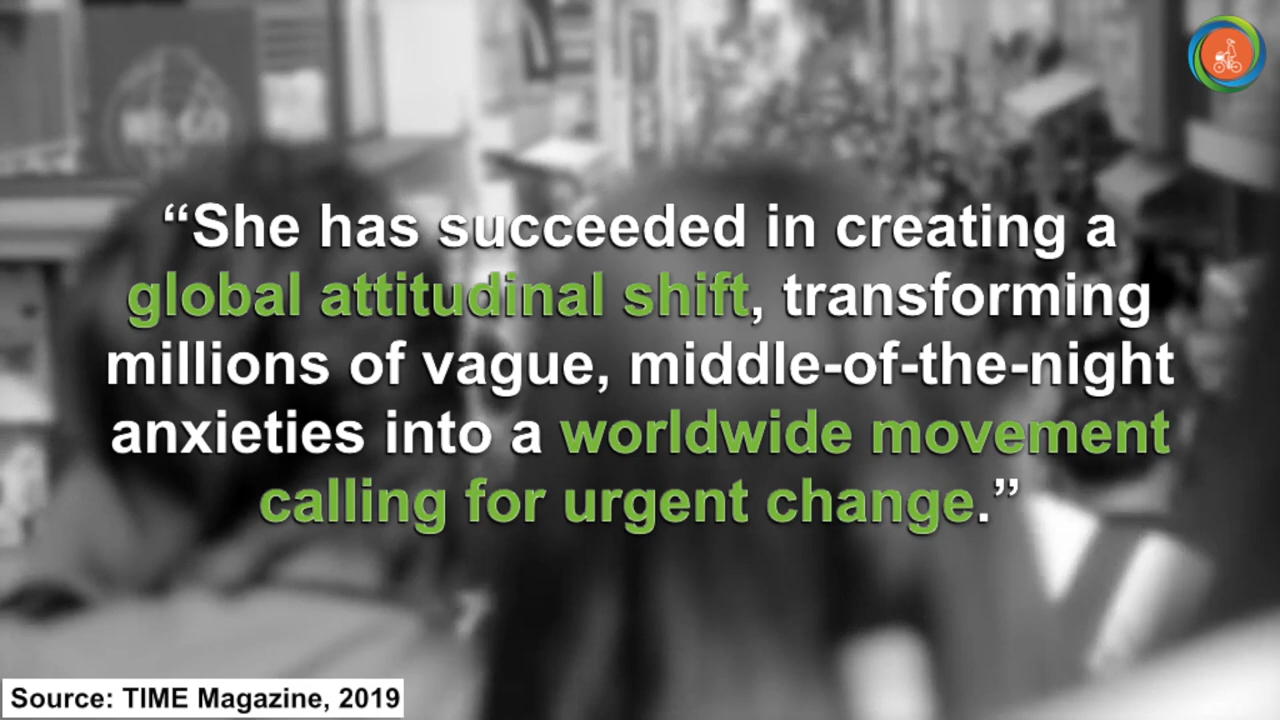 “She has succeeded in creating a
global attitudinal shift, transforming
millions of vague, middle-of-the-night
anxieties into a worldwide movement
calling for urgent change.”
Source: TIME Magazine, 2019